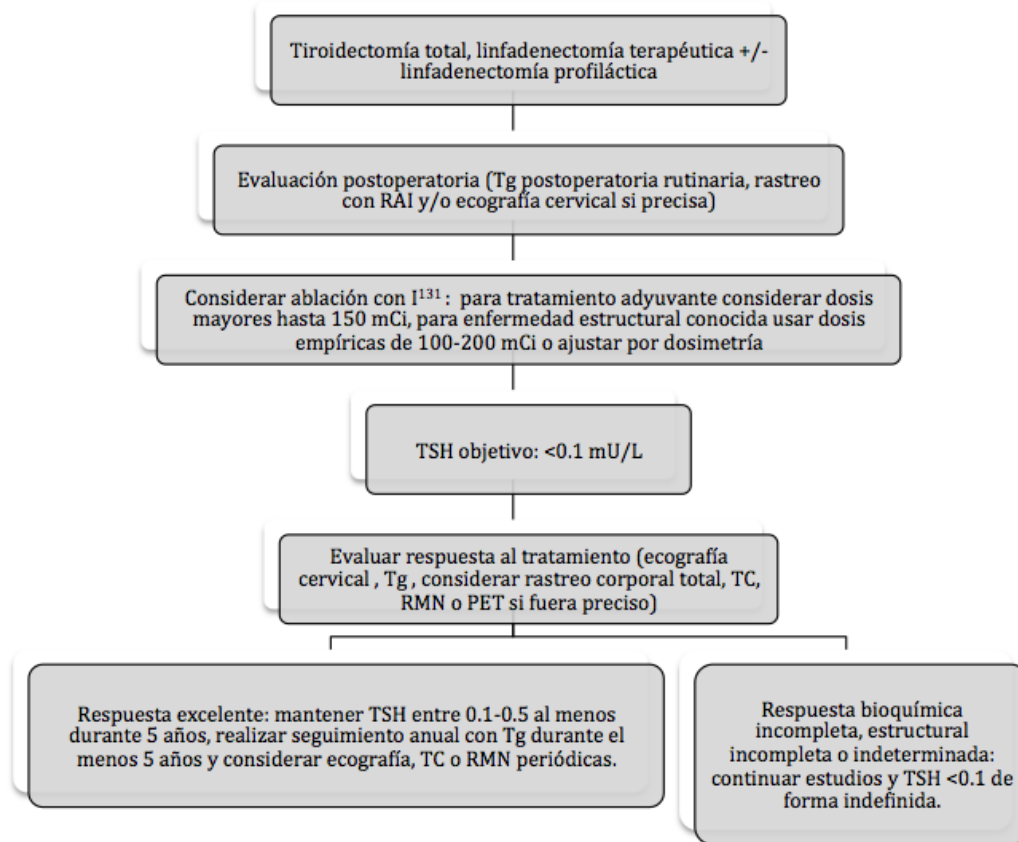 Tiroidectomía total, linfadenectomía terapéutica +/-
linfadenectomía profiláctica
Evaluación postoperatoria (Tg postoperatoria rutinaria, rastreo
con RAI y/o ecografía cervical si precisa)
Considerar ablación con I¹³¹ :  para tratamiento adyuvante considerar dosis
mayores hasta 150 mCi, para enfermedad estructural conocida usar dosis
empíricas de 100-200 mCi o ajustar por dosimetría
TSH objetivo: <0.1 mU/L
Evaluar respuesta al tratamiento (ecografía
cervical , Tg , considerar rastreo corporal total, TC,
RMN o PET si fuera preciso)
Respuesta excelente: mantener TSH entre 0.1-0.5 al menos
durante 5 años, realizar seguimiento anual con Tg durante el
menos 5 años y considerar ecografía, TC o RMN periódicas.
Respuesta bioquímica
incompleta, estructural
incompleta o indeterminada:
continuar estudios y TSH <0.1 de
forma indefinida.